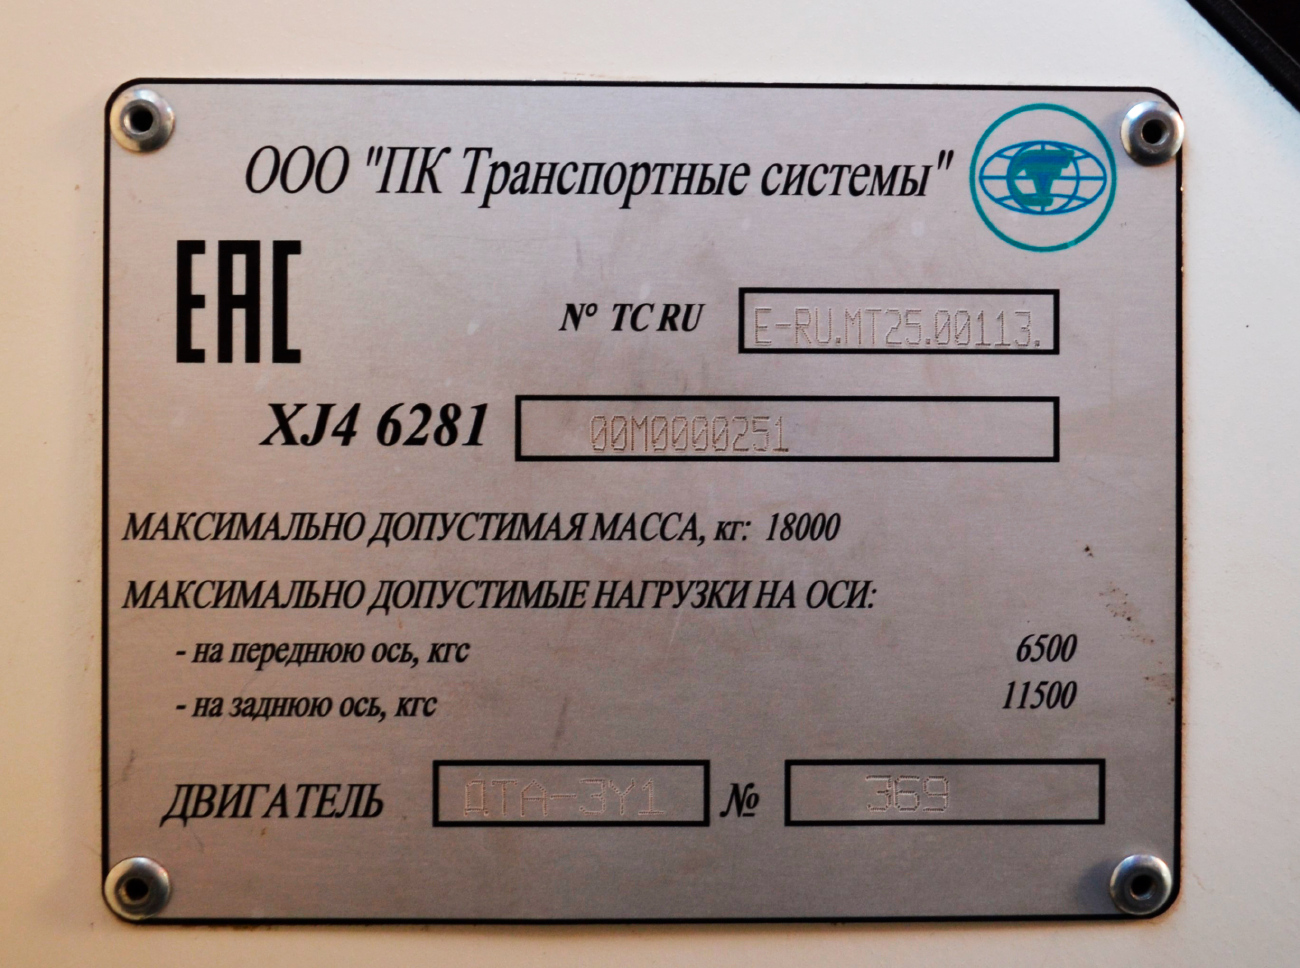 ООО "ПК Транспортные системы"
ЕАС
№ ТС RU E-RU.MT25.00113.
XJ4 6281 00M0000251
МАКСИМАЛЬНО ДОПУСТИМАЯ МАССА, кг: 18000
МАКСИМАЛЬНО ДОПУСТИМЫЕ НАГРУЗКИ НА ОСИ:
- на переднюю ось, кгс 6500
- на заднюю ось, кгс 11500
ДВИГАТЕЛЬ ДТА-3У1 № 369